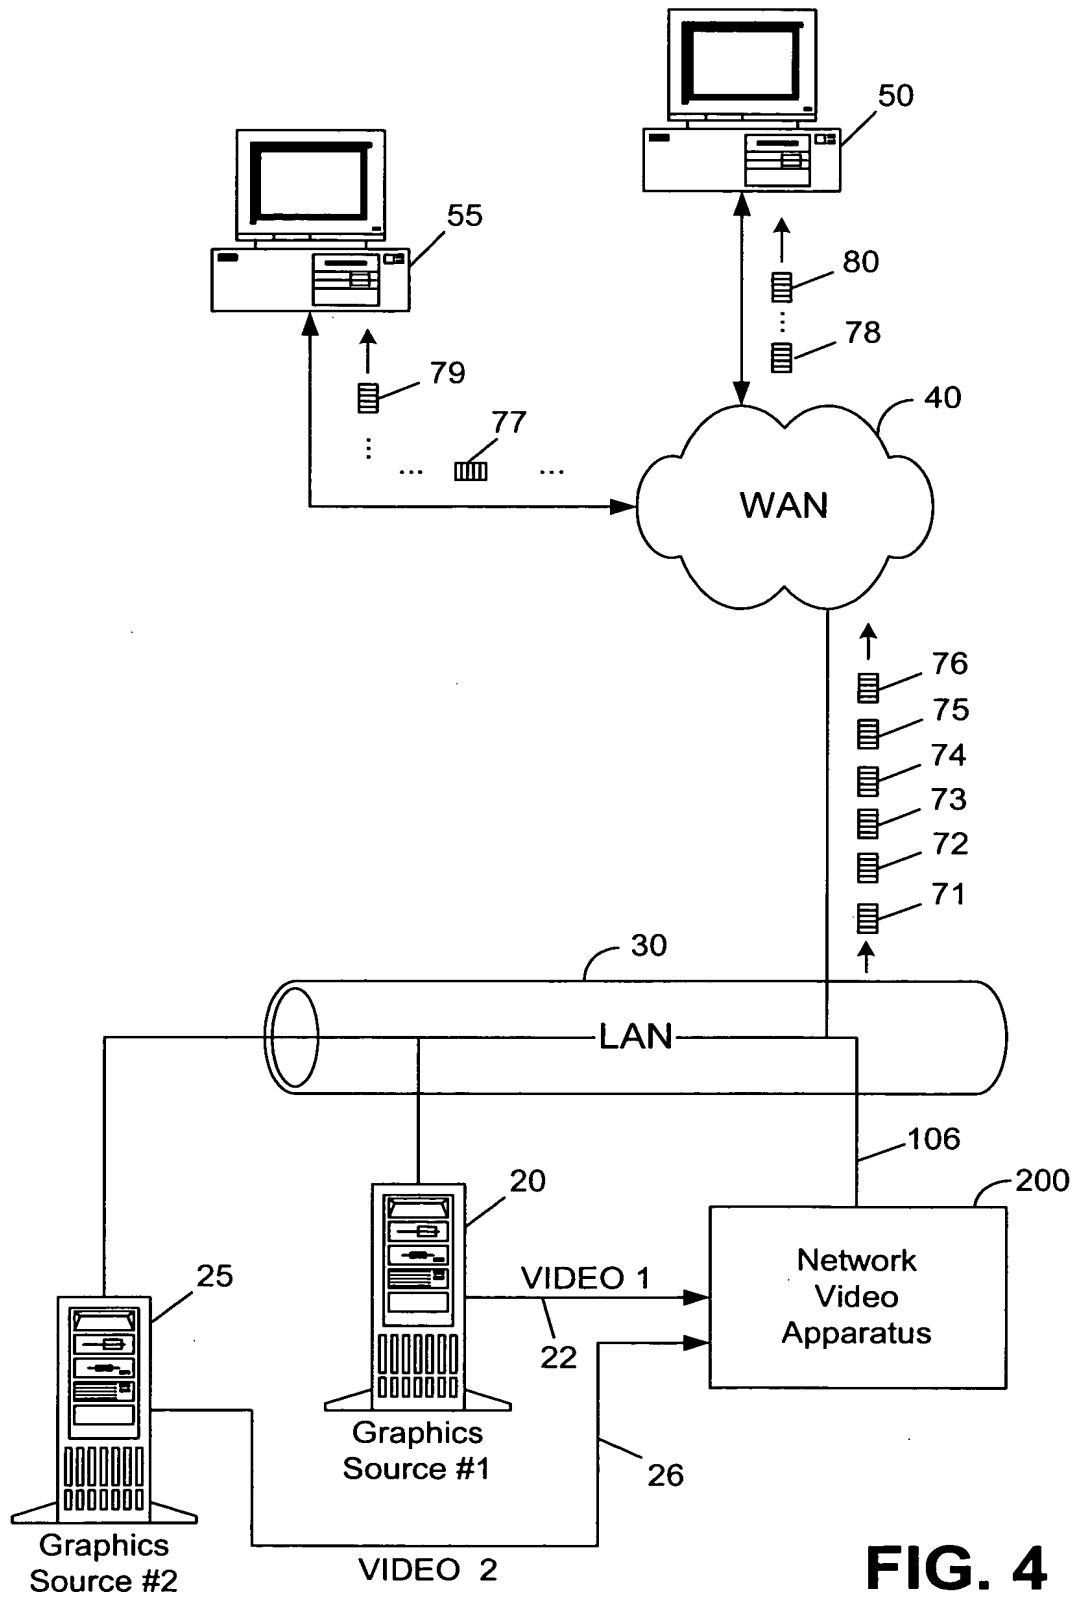 50
55
80
78
79
77
40
WAN
76
75
74
73
72
71
30
LAN
106
20
200
25
VIDEO 1
22
Network
Video
Apparatus
Graphics
Source #1
26
Graphics
Source #2
VIDEO 2
FIG. 4